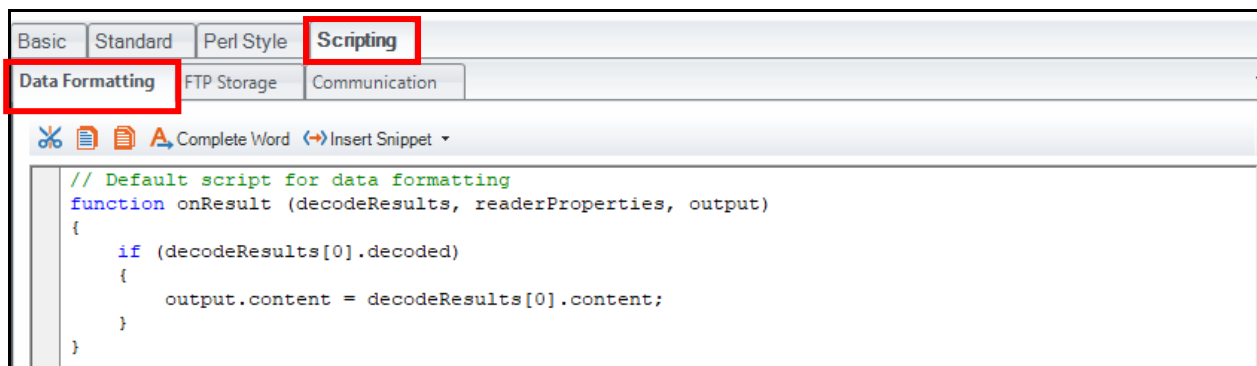 Basic Standard Perl Style Scripting
Data Formatting FTP Storage Communication
Complete Word Insert Snippet
// Default script for data formatting
function onResult (decodeResults, readerProperties, output)
{
    if (decodeResults[0].decoded)
    {
        output.content = decodeResults[0].content;
    }
}